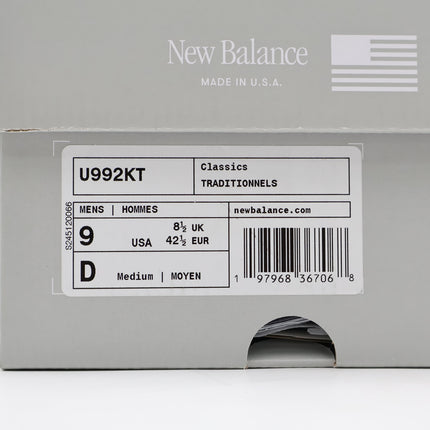 New Balance
MADE IN U.S.A.
U992KT
Classics
TRADITIONNELS
MENS | HOMMES
newbalance.com
9 USA
8½ UK
42½ EUR
D Medium | MOYEN
1 97968 36706 8
S245120066